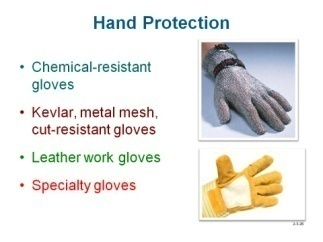 Hand Protection
• Chemical-resistant
gloves
• Kevlar, metal mesh,
cut-resistant gloves
• Leather work gloves
• Specialty gloves